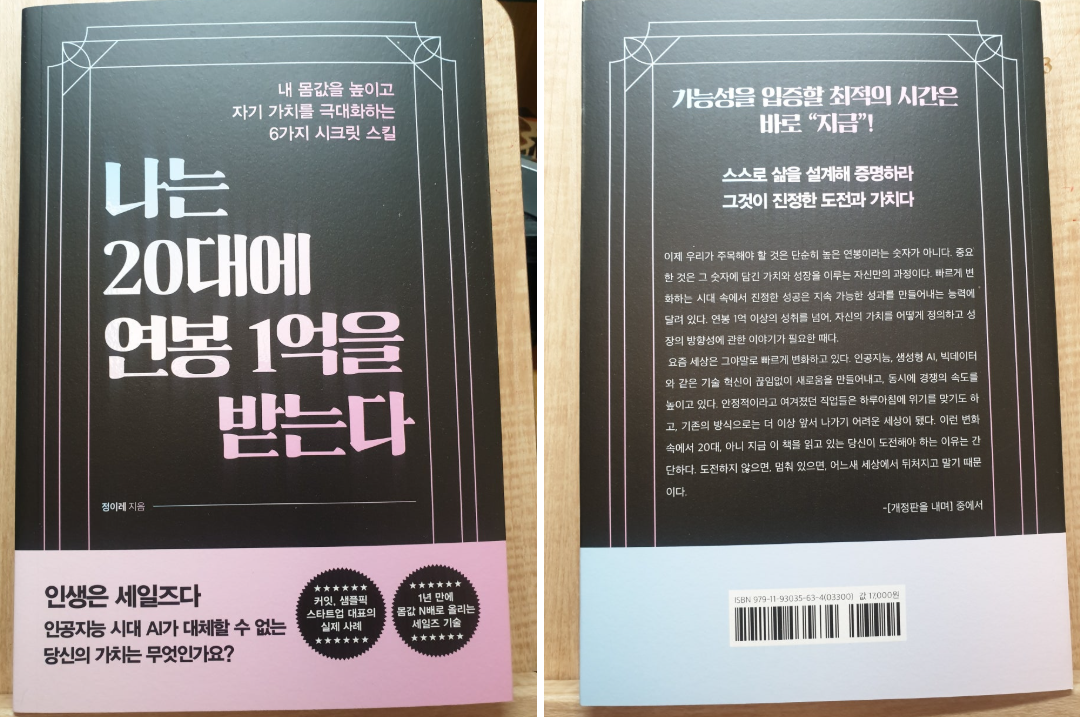 내 몸값을 높이고
자기 가치를 극대화하는
6가지 시크릿 스킬
나는
20대에
연봉 1억을
받는다
정이레 지음
인생은 세일즈다
인공지능 시대 AI가 대체할 수 없는
당신의 가치는 무엇인가요?
커잇, 샘플픽
스타트업 대표의
실제 사례
1년 만에
몸값 N배로 올리는
세일즈 기술
가능성을 입증할 최적의 시간은
바로 “지금”!
스스로 삶을 설계해 증명하라
그것이 진정한 도전과 가치다
이제 우리가 주목해야 할 것은 단순히 높은 연봉이라는 숫자가 아니다. 중요
한 것은 그 숫자에 담긴 가치와 성장을 이루는 자신만의 과정이다. 빠르게 변
화하는 시대 속에서 진정한 성공은 지속 가능한 성과를 만들어내는 능력에
달려 있다. 연봉 1억 이상의 성취를 넘어, 자신의 가치를 어떻게 정의하고 성
장의 방향성에 관한 이야기가 필요한 때다.
요즘 세상은 그야말로 빠르게 변화하고 있다. 인공지능, 생성형 AI, 빅데이터
와 같은 기술 혁신이 끊임없이 새로움을 만들어내고, 동시에 경쟁의 속도를
높이고 있다. 안정적이라고 여겨졌던 직업들은 하루아침에 위기를 맞기도 하
고, 기존의 방식으로는 더 이상 앞서 나가기 어려운 세상이 됐다. 이런 변화
속에서 20대, 아니 지금 이 책을 읽고 있는 당신이 도전해야 하는 이유는 간
단하다. 도전하지 않으면, 멈춰 있으면, 어느새 세상에서 뒤처지고 말기 때문
이다.
-[개정판을 내며] 중에서
ISBN 979-11-93035-63-4(03300) 값 17,000원